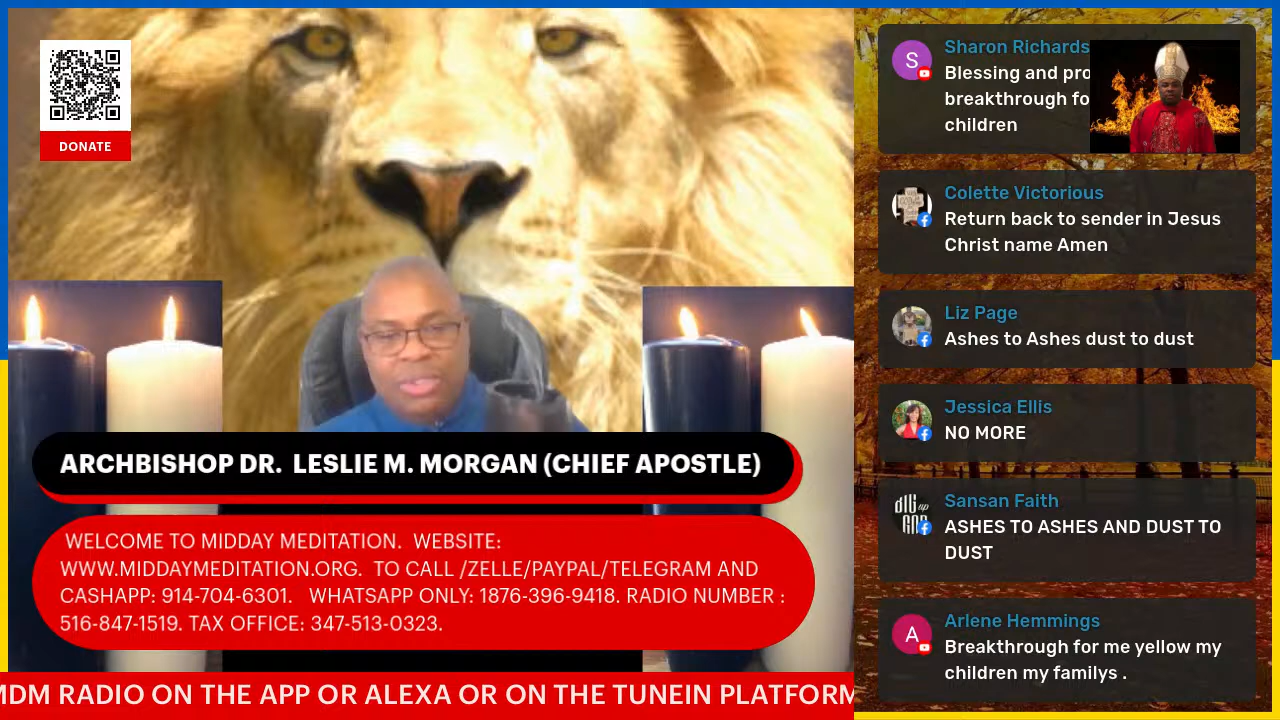 DONATE
ARCHBISHOP DR. LESLIE M. MORGAN (CHIEF APOSTLE)
WELCOME TO MIDDAY MEDITATION. WEBSITE:
WWW.MIDDAYMEDITATION.ORG. TO CALL /ZELLE/PAYPAL/TELEGRAM AND
CASHAPP: 914-704-6301. WHATSAPP ONLY: 1876-396-9418. RADIO NUMBER :
516-847-1519. TAX OFFICE: 347-513-0323.
MDM RADIO ON THE APP OR ALEXA OR ON THE TUNEIN PLATFORM
S
Sharon Richards
Blessing and
breakthrough
children
Colette Victorious
Return back to sender in Jesus
Christ name Amen
Liz Page
Ashes to Ashes dust to dust
Jessica Ellis
NO MORE
dIG up
GOD
Sansan Faith
ASHES TO ASHES AND DUST TO
DUST
A
Arlene Hemmings
Breakthrough for me yellow my
children my familys .